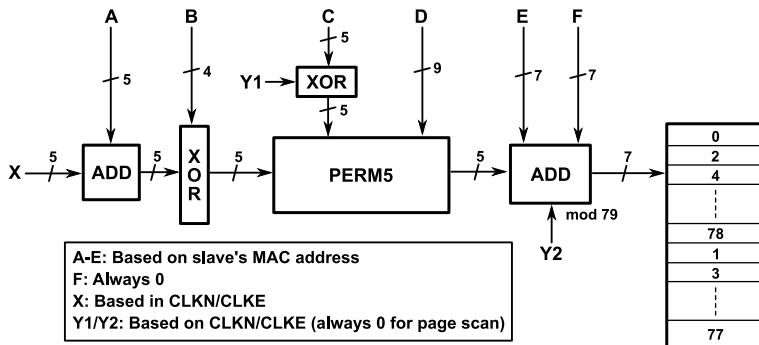 A B C D E F
5 4 5 9 7 7
Y1 XOR
5
X 5 ADD 5 XOR 5 PERM5 5 ADD 7
mod 79
Y2
0
2
4
78
1
3
77
A-E: Based on slave's MAC address
F: Always 0
X: Based in CLKN/CLKE
Y1/Y2: Based on CLKN/CLKE (always 0 for page scan)